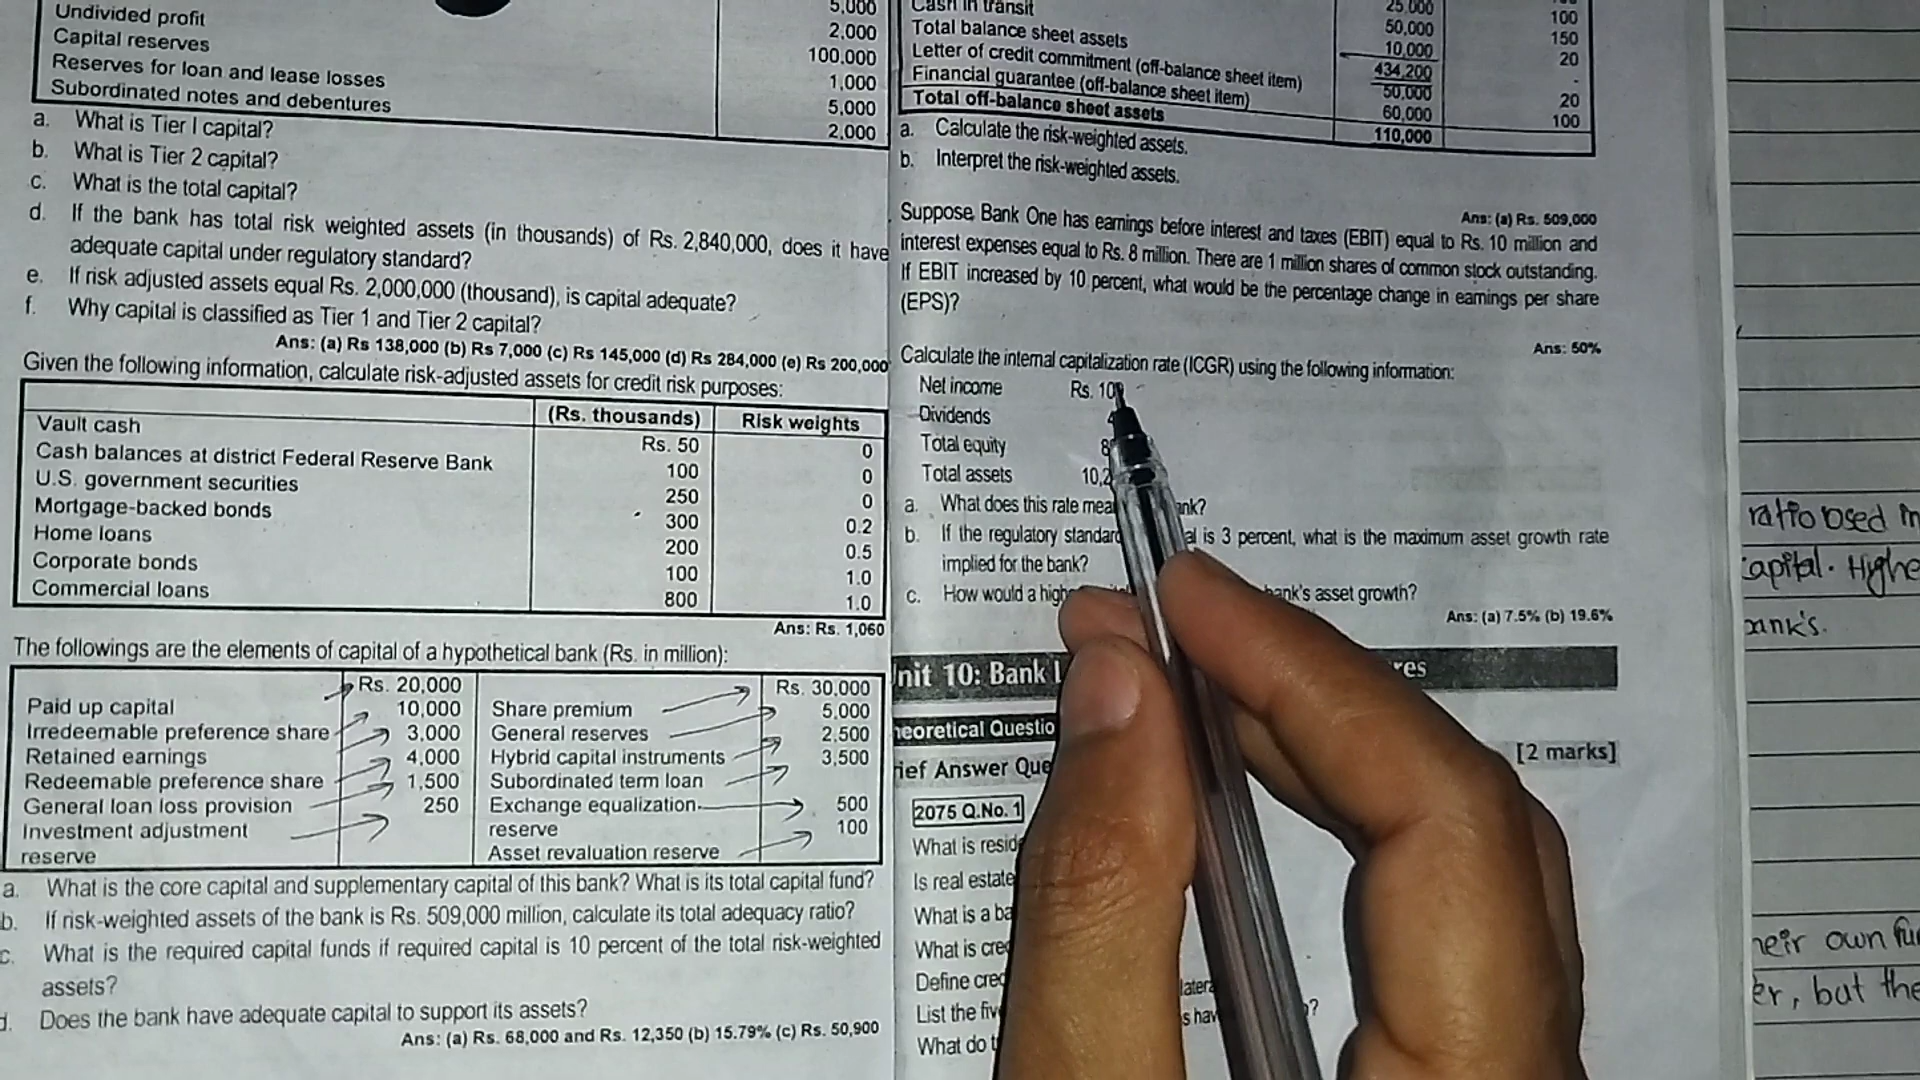 Undivided profit
Capital reserves
Reserves for loan and lease losses
Subordinated notes and debentures
5,000
2,000
100,000
1,000
5,000
2,000
a. What is Tier I capital?
b. What is Tier 2 capital?
c. What is the total capital?
d. If the bank has total risk weighted assets (in thousands) of Rs. 2,840,000, does it have
adequate capital under regulatory standard?
e. If risk adjusted assets equal Rs. 2,000,000 (thousand), is capital adequate?
f. Why capital is classified as Tier 1 and Tier 2 capital?
Ans: (a) Rs 138,000 (b) Rs 7,000 (c) Rs 145,000 (d) Rs 284,000 (e) Rs 200,000
Given the following information, calculate risk-adjusted assets for credit risk purposes:
(Rs. thousands) Risk weights
Vault cash Rs. 50 0
Cash balances at district Federal Reserve Bank 100 0
U.S. government securities 250 0
Mortgage-backed bonds 300 0.2
Home loans 200 0.5
Corporate bonds 100 1.0
Commercial loans 800 1.0
Ans: Rs. 1,060
The followings are the elements of capital of a hypothetical bank (Rs. in million):
Paid up capital Rs. 20,000 Share premium Rs. 30,000
Irredeemable preference share 10,000 General reserves 5,000
Retained earnings 3,000 Hybrid capital instruments 2,500
Redeemable preference share 4,000 Subordinated term loan 3,500
General loan loss provision 1,500 Exchange equalization
Investment adjustment 250 reserve 500
reserve Asset revaluation reserve 100
a. What is the core capital and supplementary capital of this bank? What is its total capital fund?
b. If risk-weighted assets of the bank is Rs. 509,000 million, calculate its total adequacy ratio?
c. What is the required capital funds if required capital is 10 percent of the total risk-weighted
assets?
d. Does the bank have adequate capital to support its assets?
Ans: (a) Rs. 68,000 and Rs. 12,350 (b) 15.79% (c) Rs. 50,900
Cash in transit
Total balance sheet assets
Letter of credit commitment (off-balance sheet item)
Financial guarantee (off-balance sheet item)
Total off-balance sheet assets
25,000
50,000 100
10,000 150
434,200 20
50,000 -
60,000 20
110,000 100
a. Calculate the risk-weighted assets.
b. Interpret the risk-weighted assets.
Ans: (a) Rs. 509,000
Suppose, Bank One has earnings before interest and taxes (EBIT) equal to Rs. 10 million and
interest expenses equal to Rs. 8 million. There are 1 million shares of common stock outstanding.
If EBIT increased by 10 percent, what would be the percentage change in earnings per share
(EPS)?
Ans: 50%
Calculate the internal capitalization rate (ICGR) using the following information:
Net income Rs.
Dividends
Total equity
Total assets
a. What does this rate
b. If the regulatory is 3 percent, what is the maximum asset growth rate
implied for the bank?
c. How would a bank's asset growth?
Ans: (a) 7.5% (b) 19.6%
10: Bank
[2 marks]
2075 Q.No. 1
What is
Is real estate
What is a
What is
Define
List the
What do
ratio used
capital. Highe
bank's.
their own
er, but the